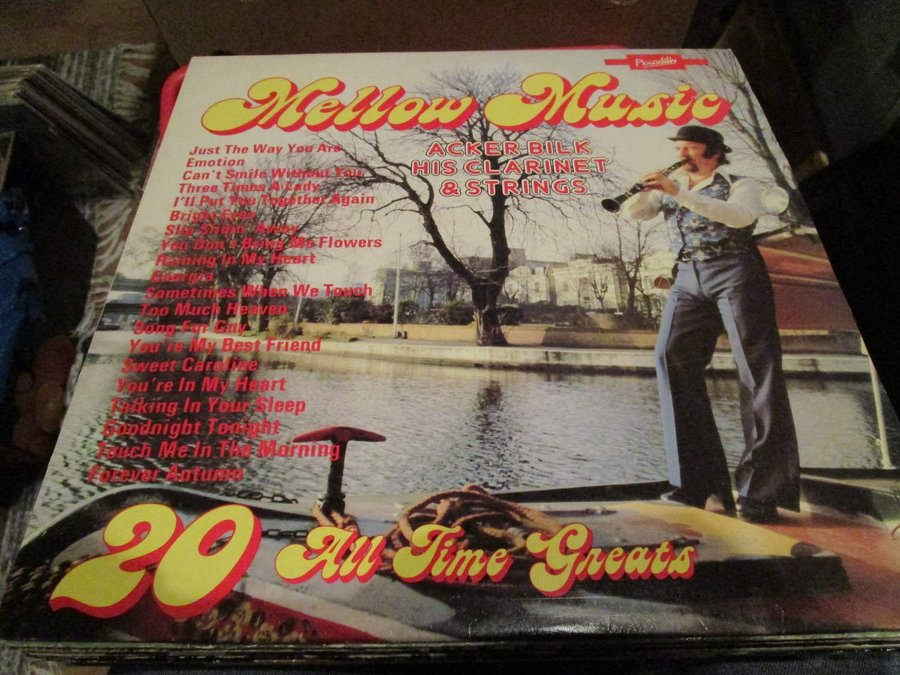 Piccadilly
Mellow Music
ACKER BILK
HIS CLARINET
& STRINGS
Just The Way You Are
Emotion
Can't Smile Without You
Three Times A Lady
I'll Put You Together Again
Bright Eyes
Slip Slidin' Away
You Don't Bring Me Flowers
Raining In My Heart
Georgia
Sometimes When We Touch
Too Much Heaven
Song For Guy
You're My Best Friend
Sweet Caroline
You're In My Heart
Talking In Your Sleep
Goodnight Tonight
Touch Me In The Morning
Forever Autumn
20 All Time Greats